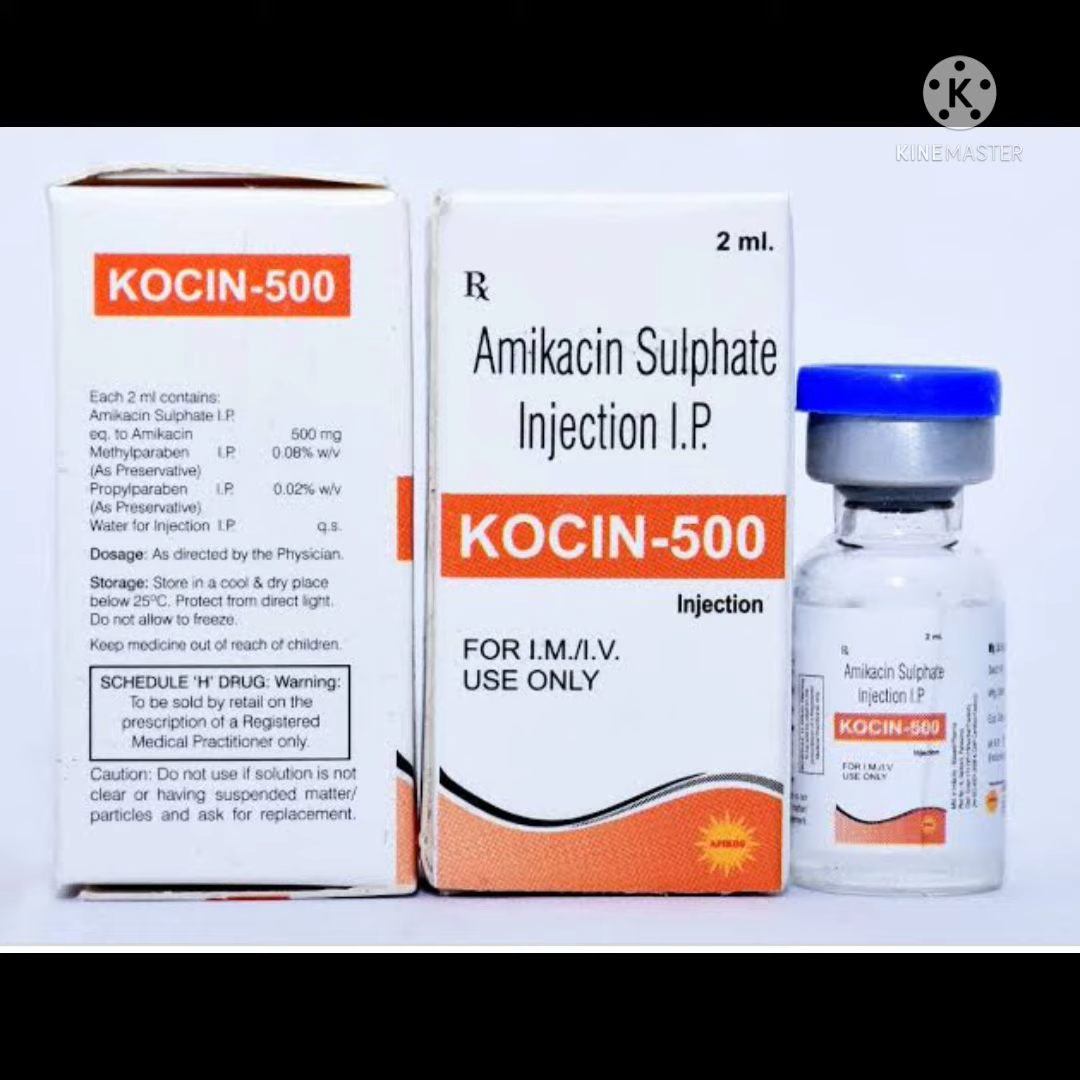 K
KINEMASTER
KOCIN-500
Each 2 ml contains:
Amikacin Sulphate I.P.
eq. to Amikacin 500 mg
Methylparaben I.P. 0.08% w/v
(As Preservative)
Propylparaben I.P. 0.02% w/v
(As Preservative)
Water for Injection I.P. q.s.
Dosage: As directed by the Physician.
Storage: Store in a cool & dry place
below 25ºC. Protect from direct light.
Do not allow to freeze.
Keep medicine out of reach of children.
SCHEDULE 'H' DRUG: Warning:
To be sold by retail on the
prescription of a Registered
Medical Practitioner only.
Caution: Do not use if solution is not
clear or having suspended matter/
particles and ask for replacement.
2 ml.
Rx
Amikacin Sulphate
Injection I.P.
KOCIN-500
Injection
FOR I.M./I.V.
USE ONLY
2 ml.
Rx
Amikacin Sulphate
Injection I.P.
KOCIN-500
Injection
FOR I.M./I.V.
USE ONLY